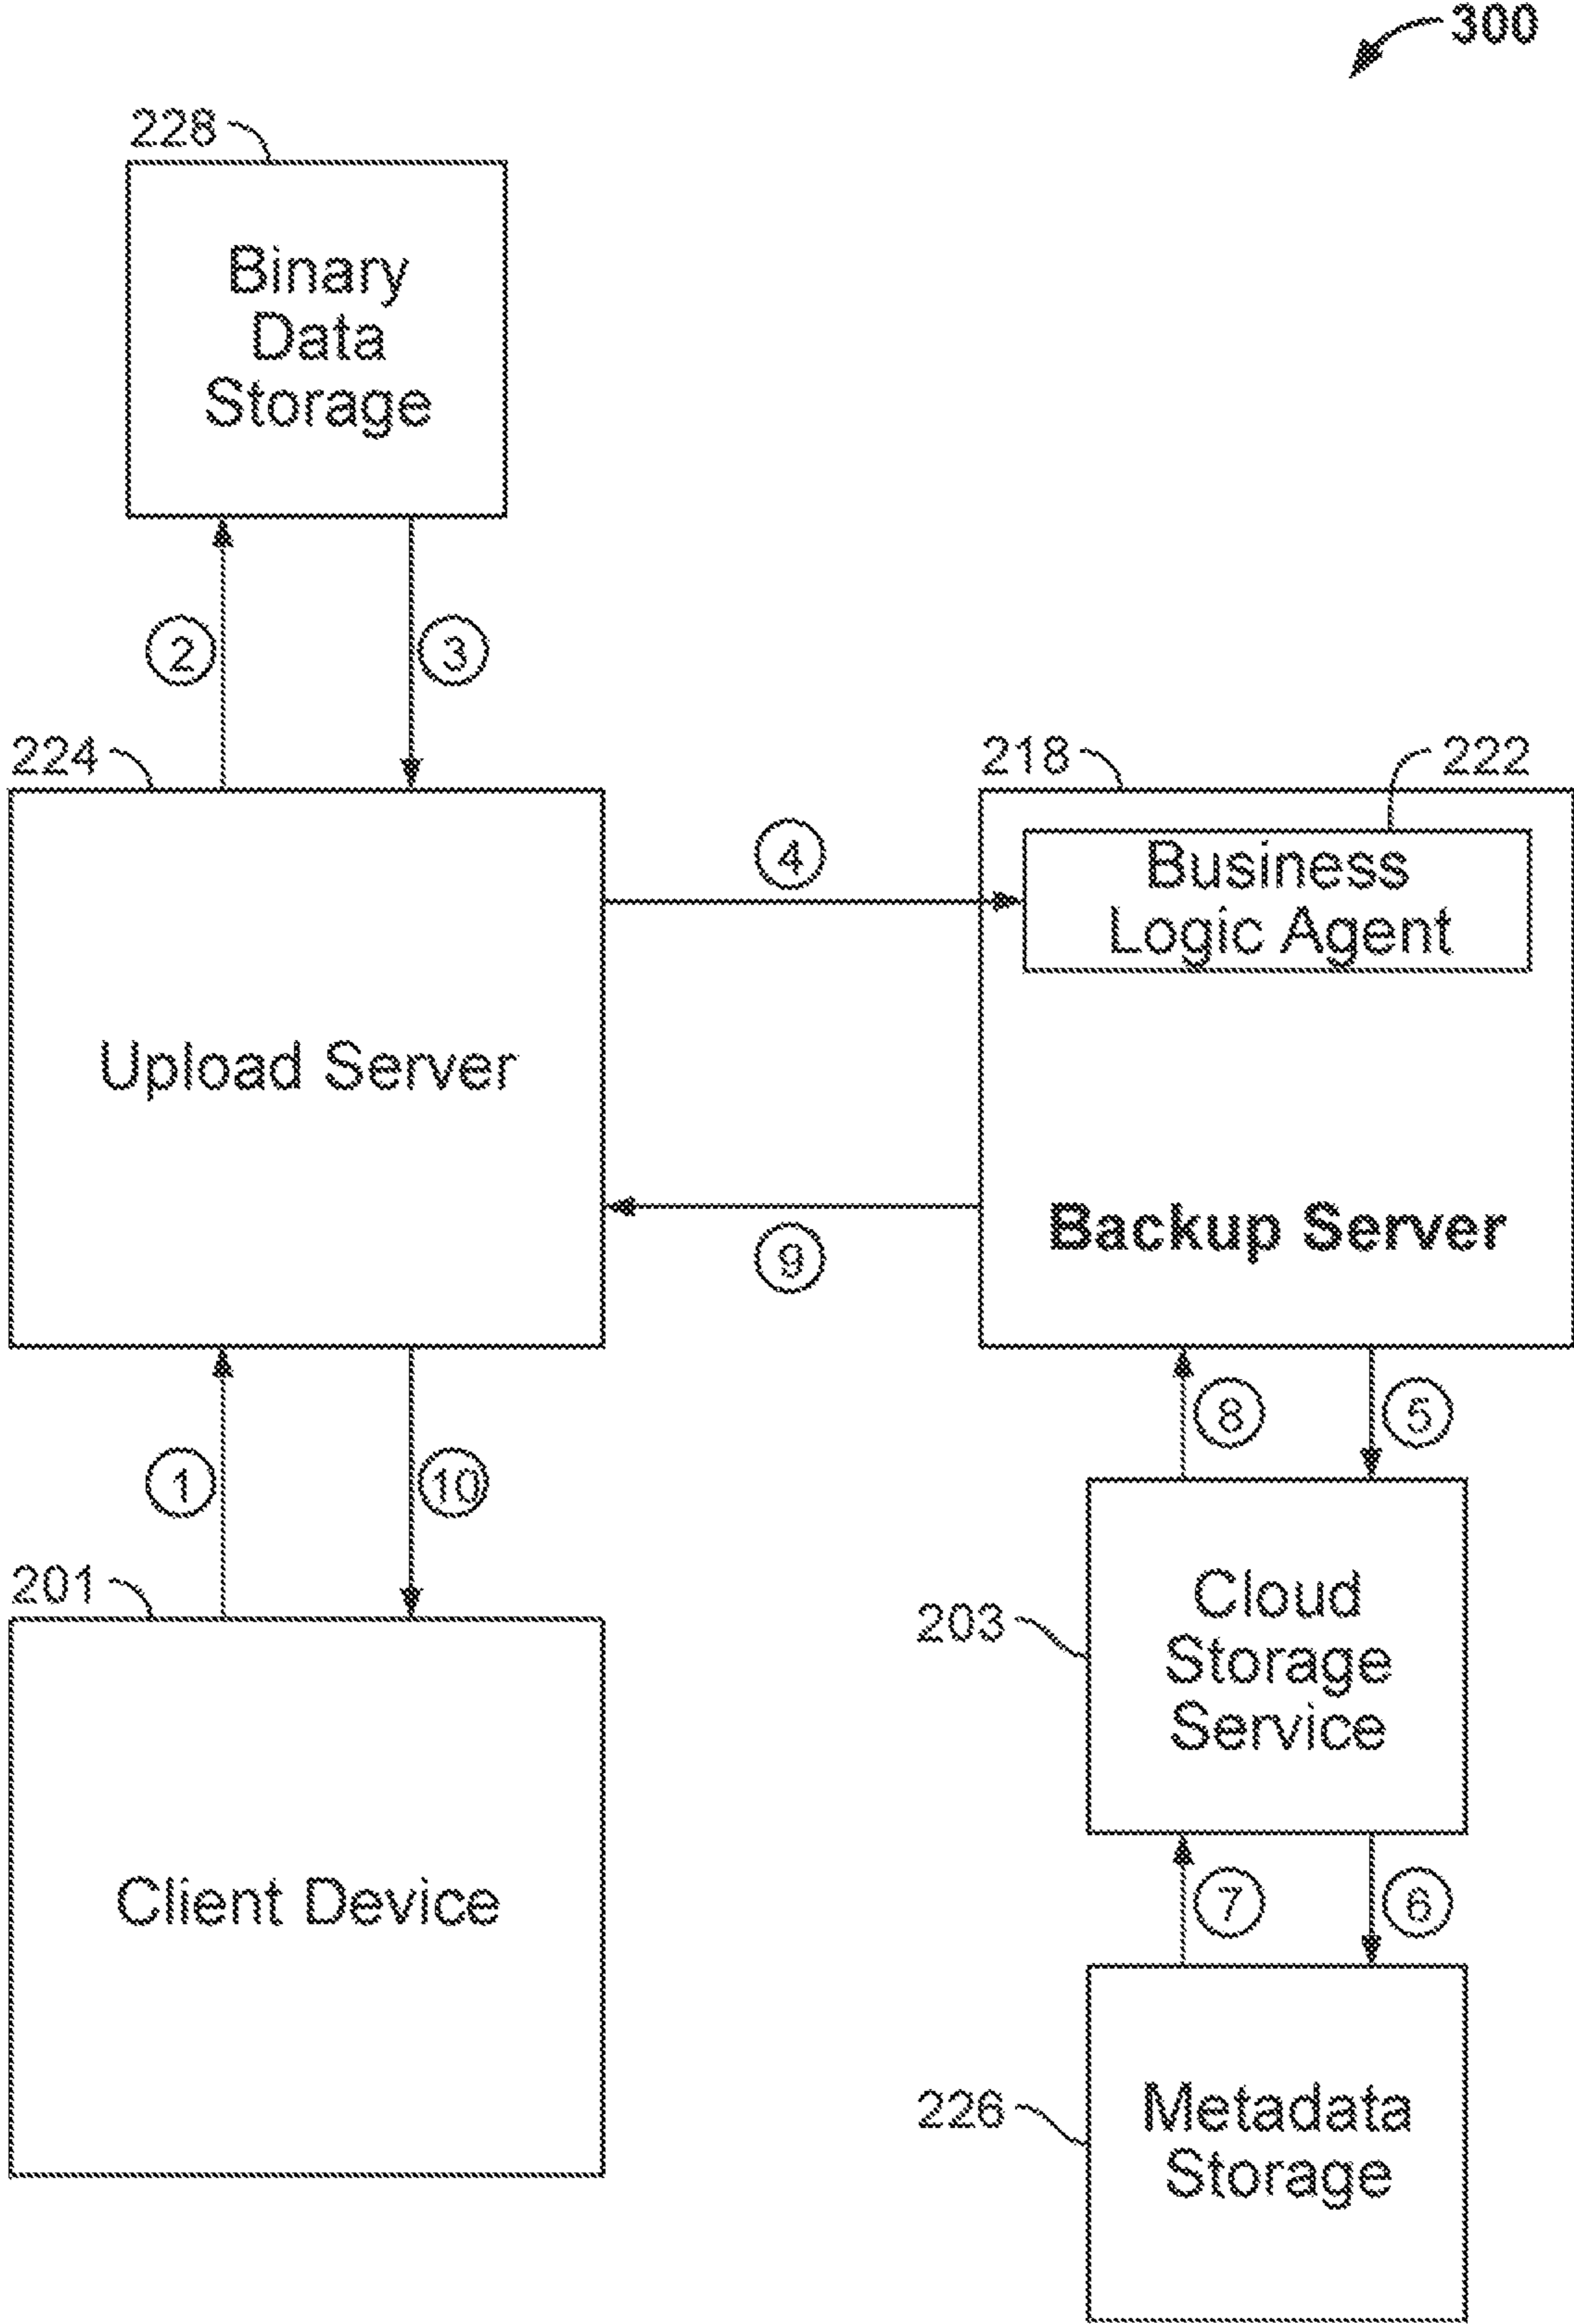 300
228
Binary
Data
Storage
2
3
224
218
222
4
Business
Logic Agent
Upload Server
Backup Server
9
8
5
1
10
201
203
Cloud
Storage
Service
Client Device
7
6
226
Metadata
Storage